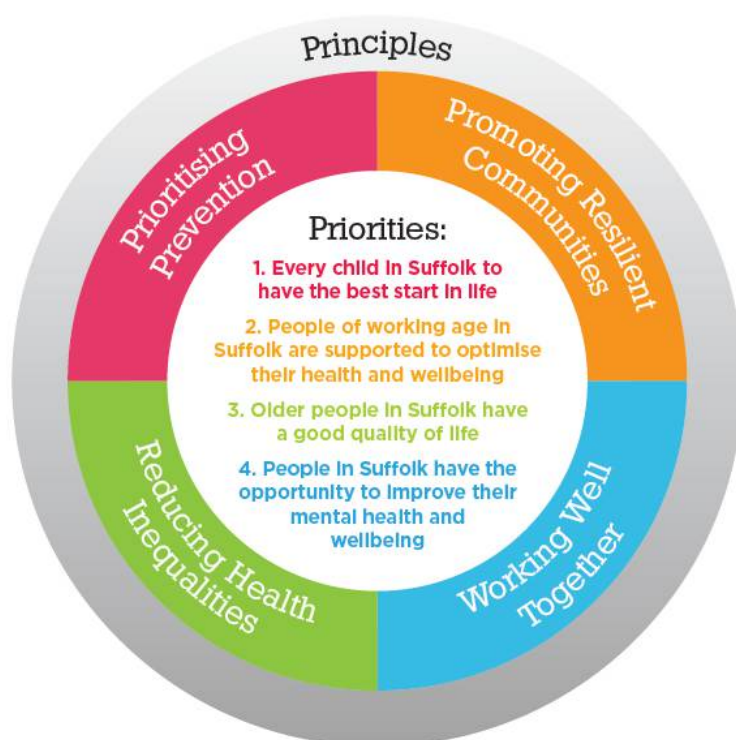 Principles
Prioritising
Prevention
Promoting Resilient
Communities
Priorities:
1. Every child in Suffolk to
have the best start in life
2. People of working age in
Suffolk are supported to optimise
their health and wellbeing
3. Older people in Suffolk have
a good quality of life
4. People in Suffolk have the
opportunity to improve their
mental health and
wellbeing
Reducing Health
Inequalities
Working Well
Together